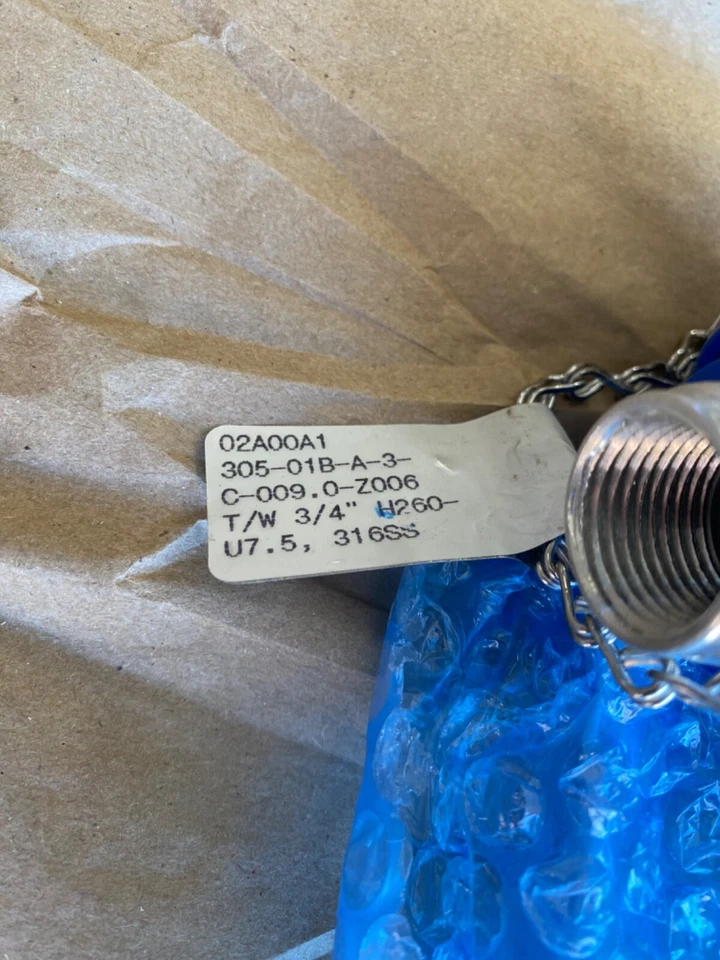 02A00A1
305-01B-A-3-
C-009.0-Z006
T/W 3/4" H260-
U7.5, 316SS